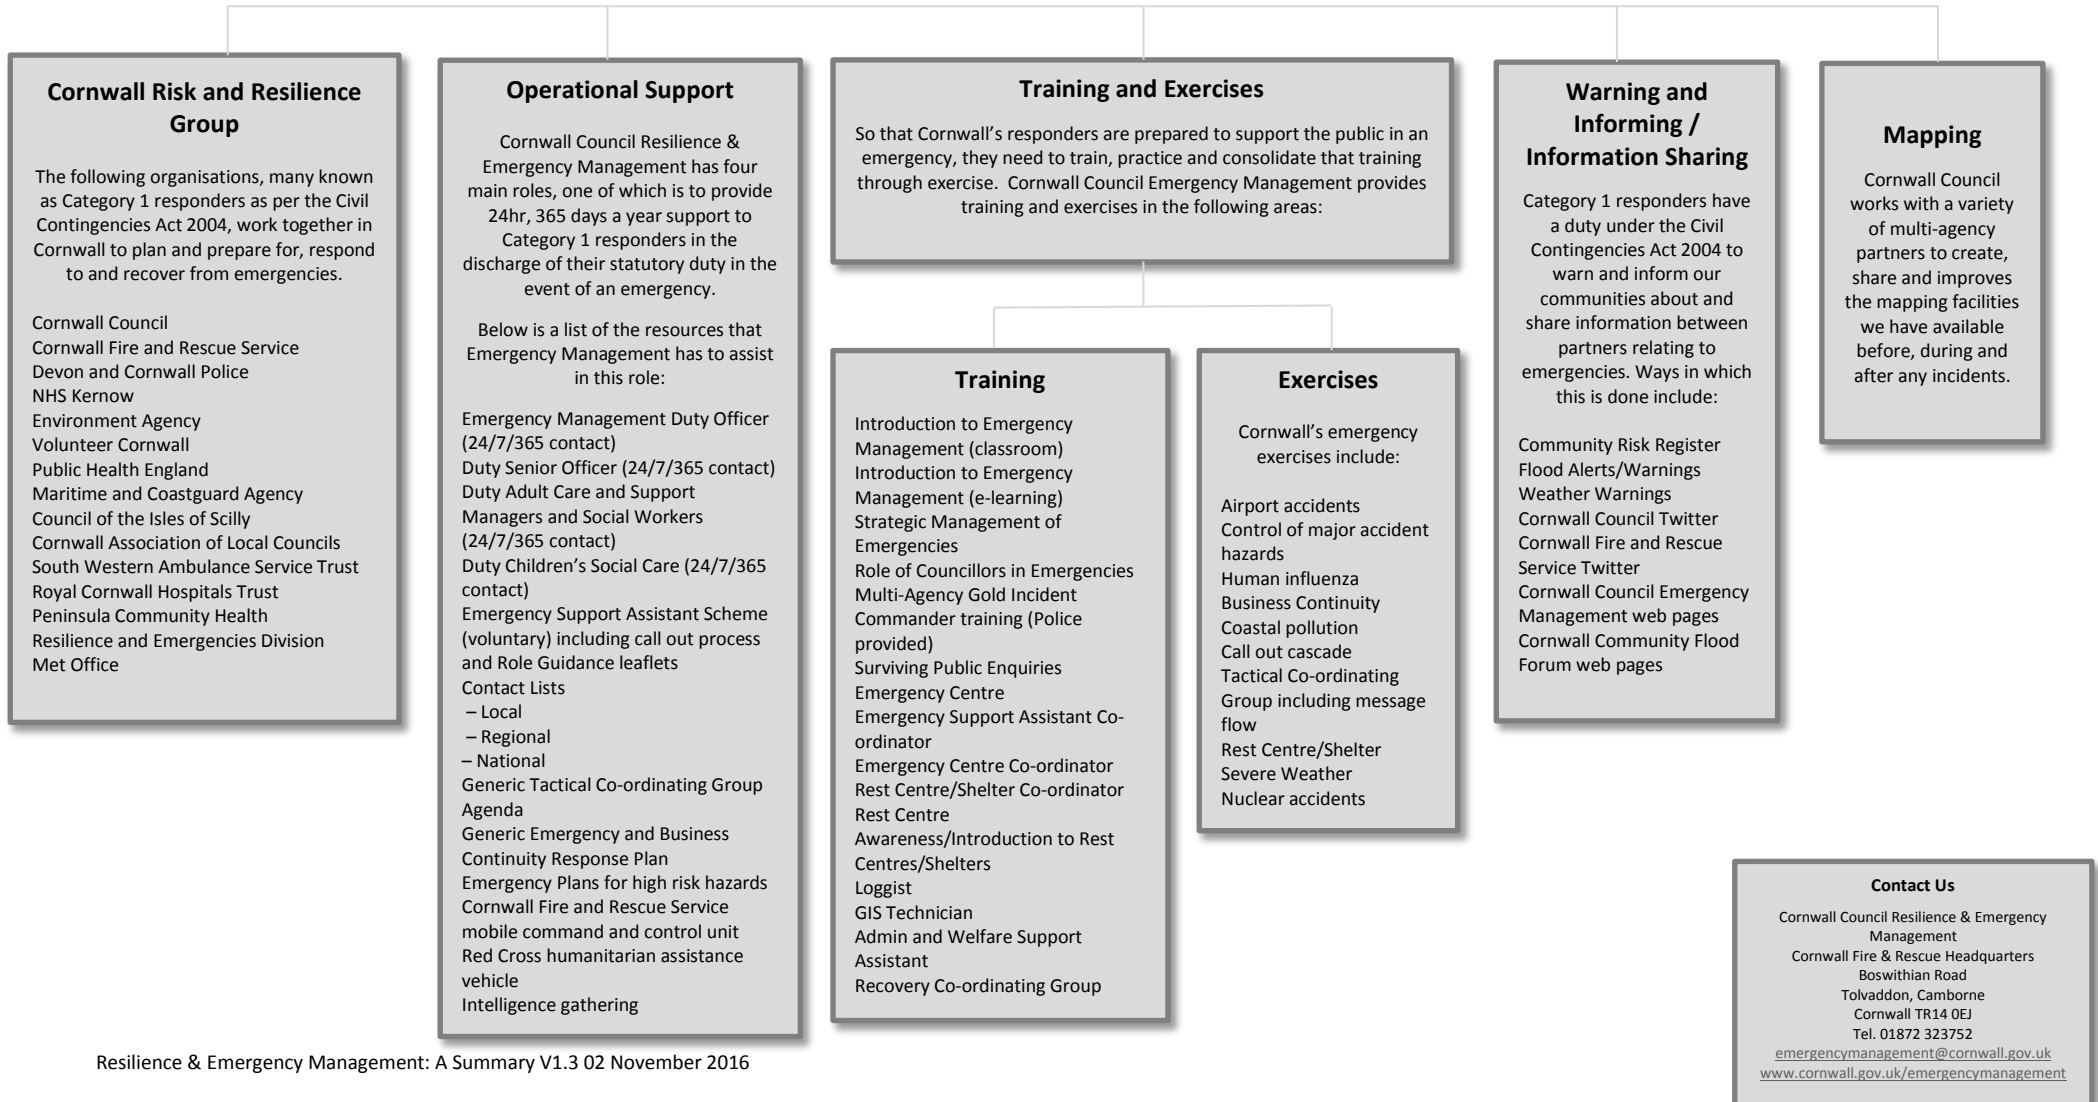 Cornwall Risk and Resilience
Group
The following organisations, many known
as Category 1 responders as per the Civil
Contingencies Act 2004, work together in
Cornwall to plan and prepare for, respond
to and recover from emergencies.
Cornwall Council
Cornwall Fire and Rescue Service
Devon and Cornwall Police
NHS Kernow
Environment Agency
Volunteer Cornwall
Public Health England
Maritime and Coastguard Agency
Council of the Isles of Scilly
Cornwall Association of Local Councils
South Western Ambulance Service Trust
Royal Cornwall Hospitals Trust
Peninsula Community Health
Resilience and Emergencies Division
Met Office
Operational Support
Cornwall Council Resilience &
Emergency Management has four
main roles, one of which is to provide
24hr, 365 days a year support to
Category 1 responders in the
discharge of their statutory duty in the
event of an emergency.
Below is a list of the resources that
Emergency Management has to assist
in this role:
Emergency Management Duty Officer
(24/7/365 contact)
Duty Senior Officer (24/7/365 contact)
Duty Adult Care and Support
Managers and Social Workers
(24/7/365 contact)
Duty Children's Social Care (24/7/365
contact)
Emergency Support Assistant Scheme
(voluntary) including call out process
and Role Guidance leaflets
Contact Lists
– Local
– Regional
– National
Generic Tactical Co-ordinating Group
Agenda
Generic Emergency and Business
Continuity Response Plan
Emergency Plans for high risk hazards
Cornwall Fire and Rescue Service
mobile command and control unit
Red Cross humanitarian assistance
vehicle
Intelligence gathering
Training and Exercises
So that Cornwall's responders are prepared to support the public in an
emergency, they need to train, practice and consolidate that training
through exercise. Cornwall Council Emergency Management provides
training and exercises in the following areas:
Training
Introduction to Emergency
Management (classroom)
Introduction to Emergency
Management (e-learning)
Strategic Management of
Emergencies
Role of Councillors in Emergencies
Multi-Agency Gold Incident
Commander training (Police
provided)
Surviving Public Enquiries
Emergency Centre
Emergency Support Assistant Co-
ordinator
Emergency Centre Co-ordinator
Rest Centre/Shelter Co-ordinator
Rest Centre
Awareness/Introduction to Rest
Centres/Shelters
Loggist
GIS Technician
Admin and Welfare Support
Assistant
Recovery Co-ordinating Group
Exercises
Cornwall's emergency
exercises include:
Airport accidents
Control of major accident
hazards
Human influenza
Business Continuity
Coastal pollution
Call out cascade
Tactical Co-ordinating
Group including message
flow
Rest Centre/Shelter
Severe Weather
Nuclear accidents
Warning and
Informing /
Information Sharing
Category 1 responders have
a duty under the Civil
Contingencies Act 2004 to
warn and inform our
communities about and
share information between
partners relating to
emergencies. Ways in which
this is done include:
Community Risk Register
Flood Alerts/Warnings
Weather Warnings
Cornwall Council Twitter
Cornwall Fire and Rescue
Service Twitter
Cornwall Council Emergency
Management web pages
Cornwall Community Flood
Forum web pages
Mapping
Cornwall Council
works with a variety
of multi-agency
partners to create,
share and improves
the mapping facilities
we have available
before, during and
after any incidents.
Contact Us
Cornwall Council Resilience & Emergency
Management
Cornwall Fire & Rescue Headquarters
Boswithian Road
Tolvaddon, Camborne
Cornwall TR14 0EJ
Tel. 01872 323752
emergencymanagement@cornwall.gov.uk
www.cornwall.gov.uk/emergencymanagement
Resilience & Emergency Management: A Summary V1.3 02 November 2016